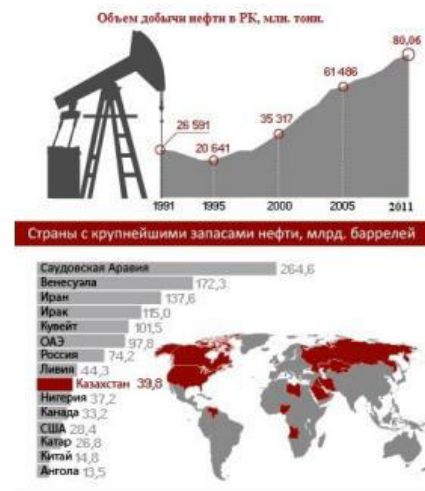 Объем добычи нефти в РК, млн. тонн.
80,06
61 486
35 317
26 591
20 641
1991 1995 2000 2005 2011
Страны с крупнейшими запасами нефти, млрд. баррелей
Саудовская Аравия 264,6
Венесуэла 172,3
Иран 137,6
Ирак 115,0
Кувейт 101,5
ОАЭ 97,8
Россия 74,2
Ливия 44,3
Казахстан 39,8
Нигерия 37,2
Канада 33,2
США 28,4
Катар 26,8
Китай 14,8
Ангола 13,5